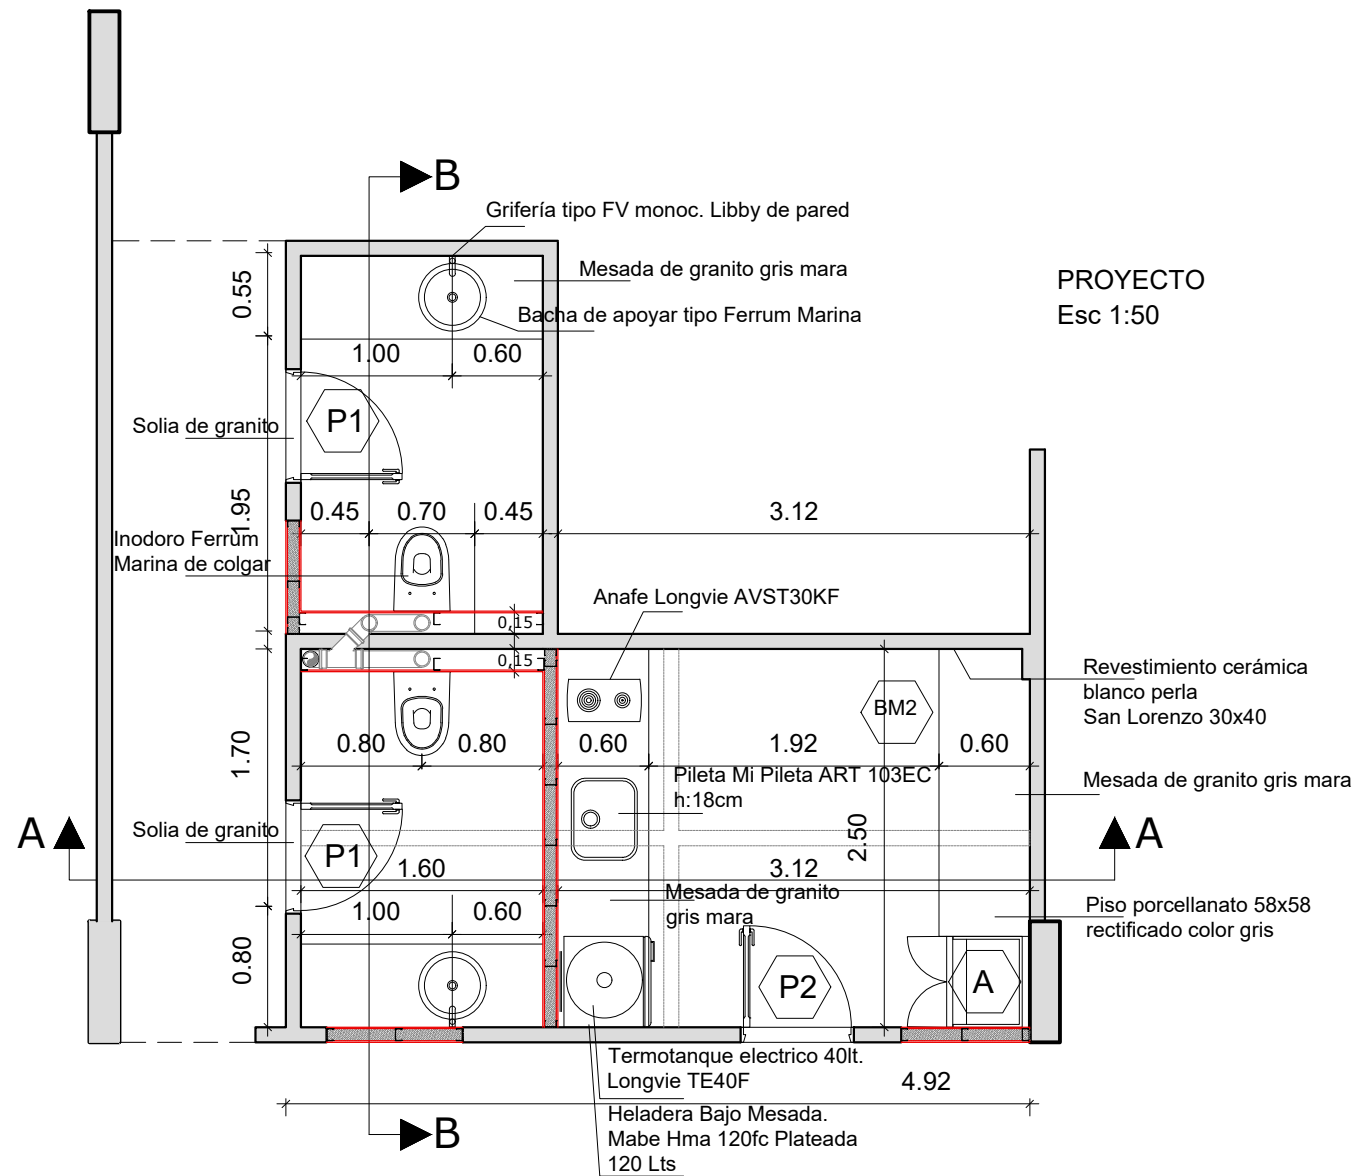 B
Grifería tipo FV monoc. Libby de pared
Mesada de granito gris mara
PROYECTO
Esc 1:50
0.55
Bacha de apoyar tipo Ferrum Marina
1.00
0.60
P1
Solia de granito
1.95
0.45
0.70
0.45
3.12
Inodoro Ferrum
Marina de colgar
Anafe Longvie AVST30KF
0,15
0,15
Revestimiento cerámica
blanco perla
San Lorenzo 30x40
BM2
1.70
0.80
0.80
0.60
1.92
0.60
Pileta Mi Pileta ART 103EC
h:18cm
Mesada de granito gris mara
A
Solia de granito
P1
2.50
A
1.60
3.12
Mesada de granito
gris mara
1.00
0.60
Piso porcellanato 58x58
rectificado color gris
0.80
P2
A
Termotanque electrico 40lt.
Longvie TE40F
4.92
Heladera Bajo Mesada.
Mabe Hma 120fc Plateada
120 Lts
B